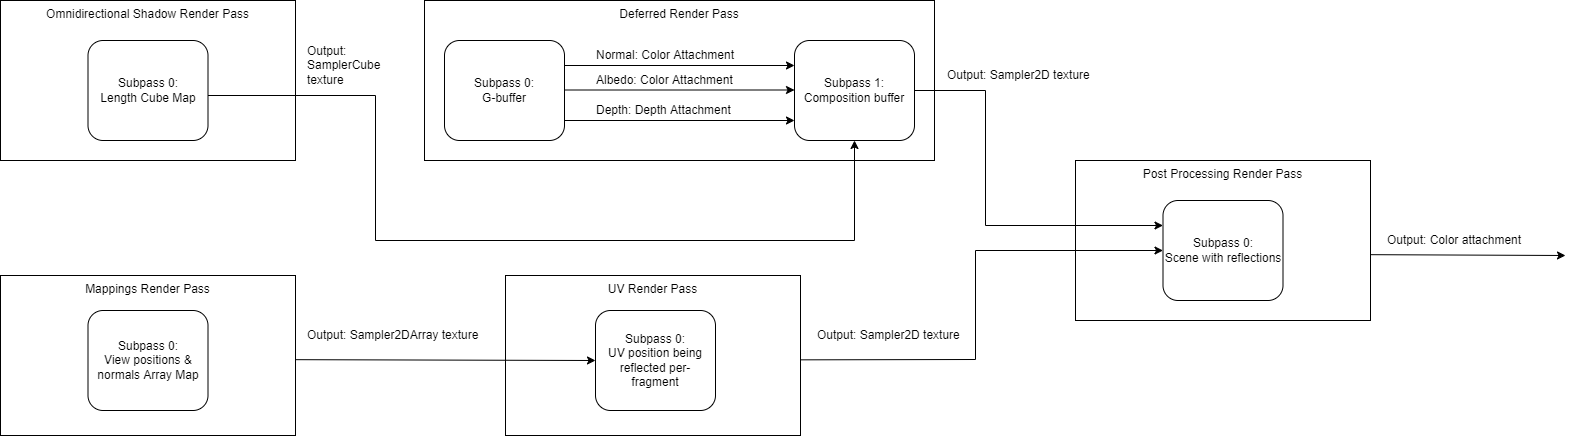 Omnidirectional Shadow Render Pass
Subpass 0:
Length Cube Map
Output:
SamplerCube
texture
Deferred Render Pass
Subpass 0:
G-buffer
Normal: Color Attachment
Albedo: Color Attachment
Depth: Depth Attachment
Subpass 1:
Composition buffer
Output: Sampler2D texture
Post Processing Render Pass
Subpass 0:
Scene with reflections
Output: Color attachment
Mappings Render Pass
Subpass 0:
View positions &
normals Array Map
Output: Sampler2DArray texture
UV Render Pass
Subpass 0:
UV position being
reflected per-
fragment
Output: Sampler2D texture